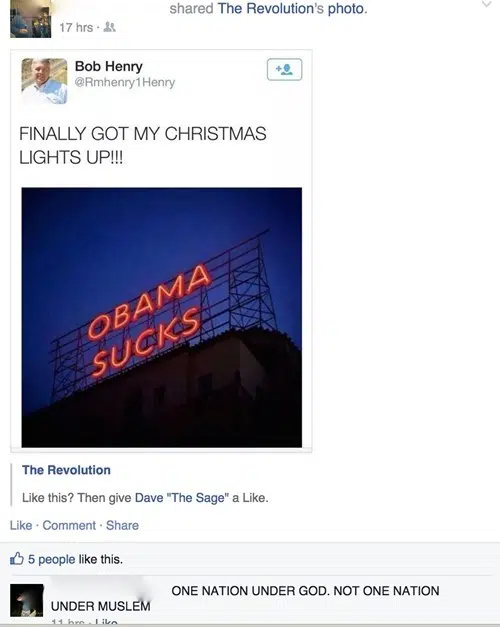 shared The Revolution's photo.
17 hrs ·
Bob Henry
@Rmhenry1Henry
FINALLY GOT MY CHRISTMAS
LIGHTS UP!!!
OBAMA
SUCKS
The Revolution
Like this? Then give Dave "The Sage" a Like.
Like · Comment · Share
5 people like this.
ONE NATION UNDER GOD. NOT ONE NATION
UNDER MUSLEM
11 hrs · Like